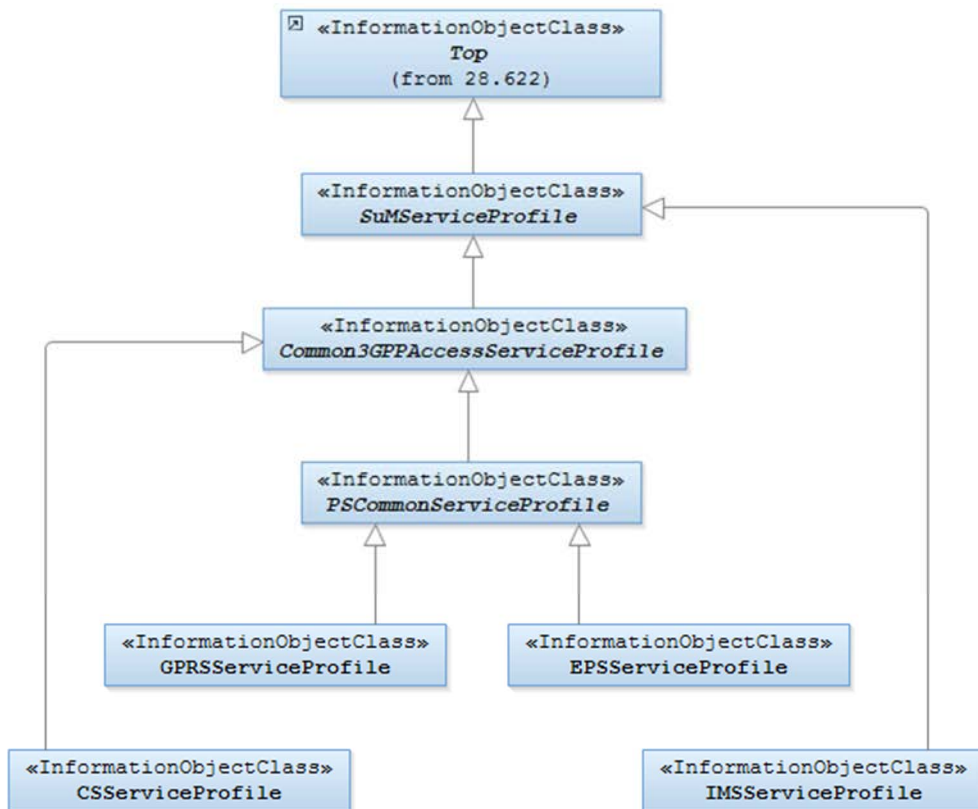 «InformationObjectClass»
Top
(from 28.622)
«InformationObjectClass»
SuMServiceProfile
«InformationObjectClass»
Common3GPPAccessServiceProfile
«InformationObjectClass»
PSCommonServiceProfile
«InformationObjectClass»
GPRSServiceProfile
«InformationObjectClass»
EPSServiceProfile
«InformationObjectClass»
CSServiceProfile
«InformationObjectClass»
IMSServiceProfile